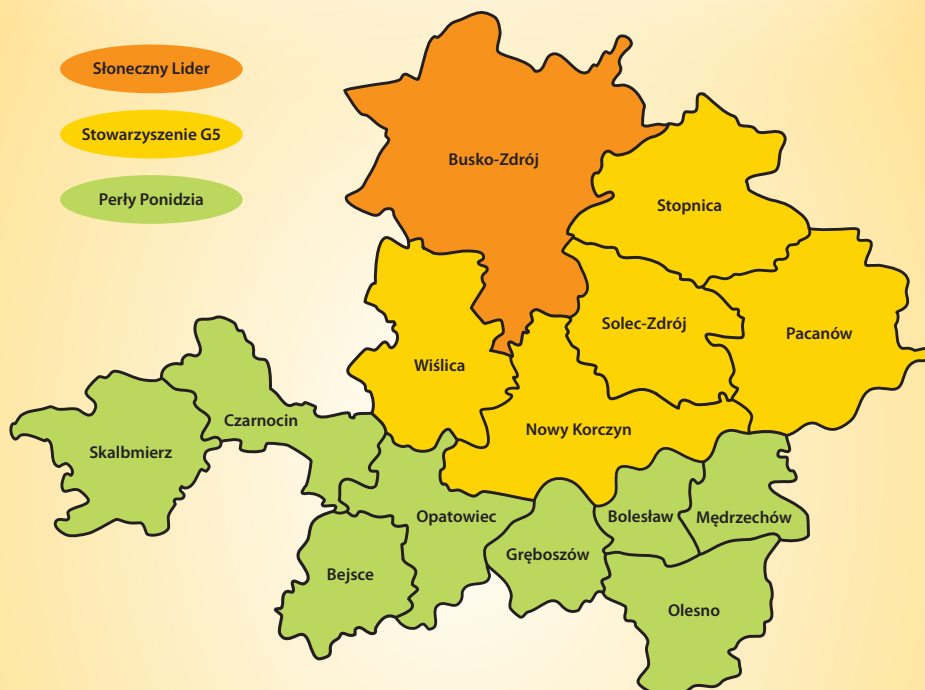 Słoneczny Lider
Stowarzyszenie G5
Perły Ponidzia
Busko-Zdrój
Stopnica
Solec-Zdrój
Pacanów
Wiślica
Nowy Korczyn
Czarnocin
Skalbmierz
Opatowiec
Bolesław
Mędrzechów
Gręboszów
Bejsce
Olesno